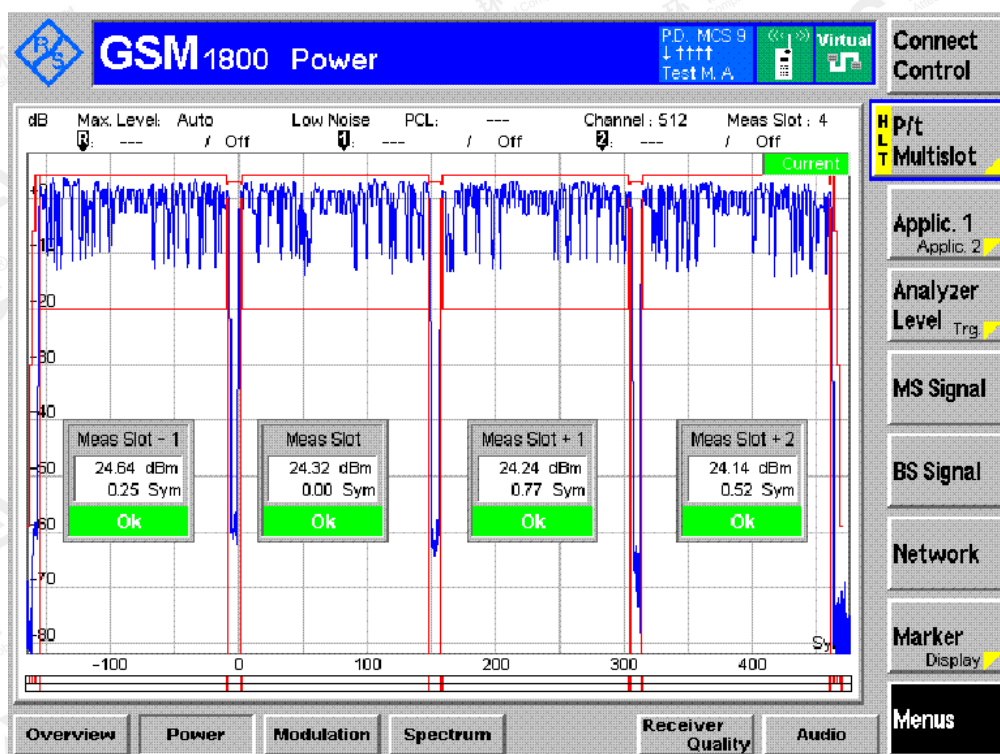 R S
GSM 1800 Power
P.D. MCS 9
↓↑↑↑↑
Test M. A
Virtual
Connect
Control
dB Max. Level: Auto Low Noise PCL: --- Channel : 512 Meas Slot : 4
R: --- / Off 1: --- / Off 2: --- / Off
Current
HLT
P/t
Multislot
Applic. 1
Applic. 2
Analyzer
Level Trg.
MS Signal
BS Signal
Network
Marker
Display
Menus
+0
-10
-20
-30
-40
-50
-60
-70
-80
Meas Slot - 1
24.64 dBm
0.25 Sym
Ok
Meas Slot
24.32 dBm
0.00 Sym
Ok
Meas Slot + 1
24.24 dBm
0.77 Sym
Ok
Meas Slot + 2
24.14 dBm
0.52 Sym
Ok
-100 0 100 200 300 400
Overview Power Modulation Spectrum
Receiver
Quality
Audio